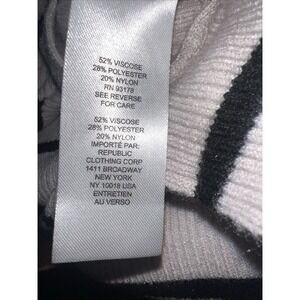 52% VISCOSE
28% POLYESTER
20% NYLON
RN 93178
SEE REVERSE
FOR CARE
52% VISCOSE
28% POLYESTER
20% NYLON
IMPORTÉ PAR:
REPUBLIC
CLOTHING CORP
1411 BROADWAY
NEW YORK
NY 10018 USA
ENTRETIEN
AU VERSO